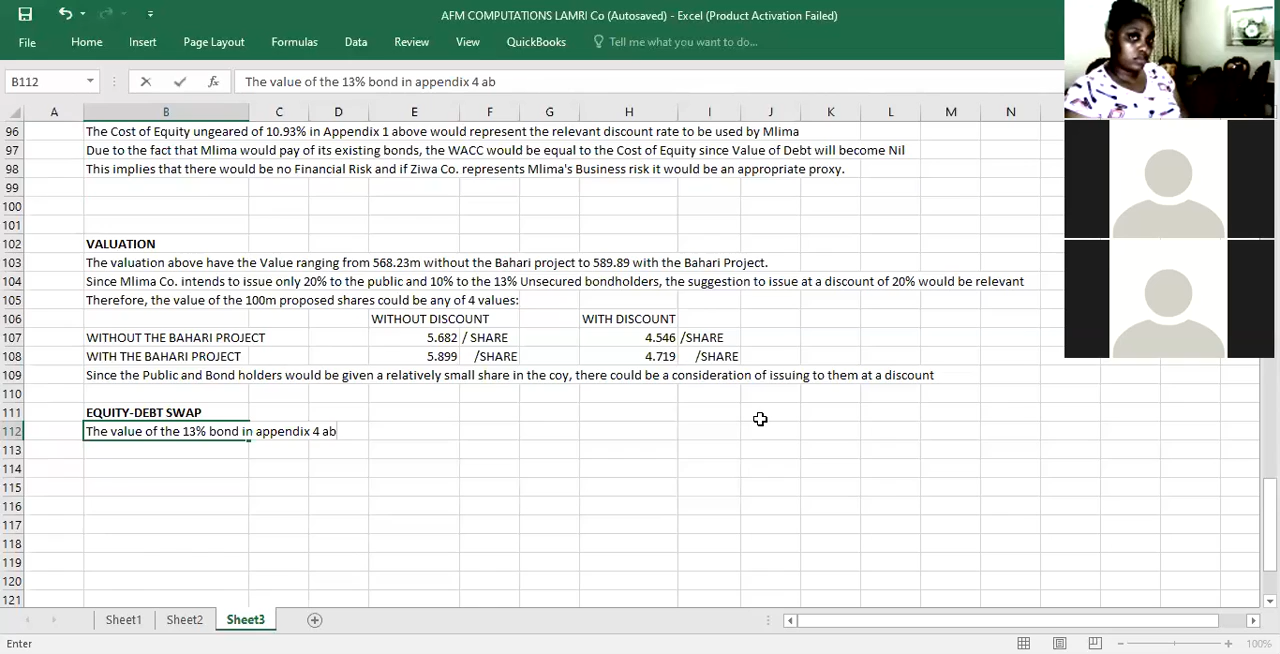 AFM COMPUTATIONS LAMRI Co (Autosaved) - Excel (Product Activation Failed)
File Home Insert Page Layout Formulas Data Review View QuickBooks Tell me what you want to do...
B112 fx The value of the 13% bond in appendix 4 ab
A B C D E F G H I J K L M N
96 The Cost of Equity ungeared of 10.93% in Appendix 1 above would represent the relevant discount rate to be used by Mlima
97 Due to the fact that Mlima would pay of its existing bonds, the WACC would be equal to the Cost of Equity since Value of Debt will become Nil
98 This implies that there would be no Financial Risk and if Ziwa Co. represents Mlima's Business risk it would be an appropriate proxy.
99
100
101
102 VALUATION
103 The valuation above have the Value ranging from 568.23m without the Bahari project to 589.89 with the Bahari Project.
104 Since Mlima Co. intends to issue only 20% to the public and 10% to the 13% Unsecured bondholders, the suggestion to issue at a discount of 20% would be relevant
105 Therefore, the value of the 100m proposed shares could be any of 4 values:
106 WITHOUT DISCOUNT WITH DISCOUNT
107 WITHOUT THE BAHARI PROJECT 5.682 / SHARE 4.546 /SHARE
108 WITH THE BAHARI PROJECT 5.899 /SHARE 4.719 /SHARE
109 Since the Public and Bond holders would be given a relatively small share in the coy, there could be a consideration of issuing to them at a discount
110
111 EQUITY-DEBT SWAP
112 The value of the 13% bond in appendix 4 ab
113
114
115
116
117
118
119
120
121
Sheet1 Sheet2 Sheet3
Enter 100%